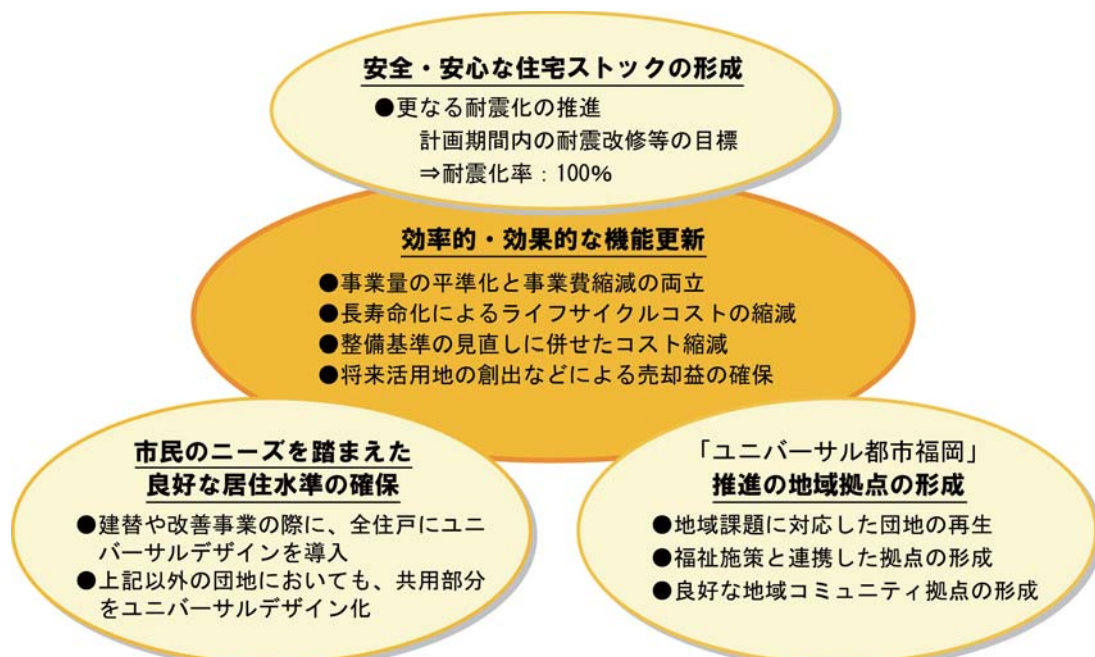 安全・安心な住宅ストックの形成
●更なる耐震化の推進
計画期間内の耐震改修等の目標
⇒耐震化率：100%
効率的・効果的な機能更新
●事業量の平準化と事業費縮減の両立
●長寿命化によるライフサイクルコストの縮減
●整備基準の見直しに併せたコスト縮減
●将来活用地の創出などによる売却益の確保
市民のニーズを踏まえた
良好な居住水準の確保
●建替や改善事業の際に、全住戸にユニ
バーサルデザインを導入
●上記以外の団地においても、共用部分
をユニバーサルデザイン化
「ユニバーサル都市福岡」
推進の地域拠点の形成
●地域課題に対応した団地の再生
●福祉施策と連携した拠点の形成
●良好な地域コミュニティ拠点の形成